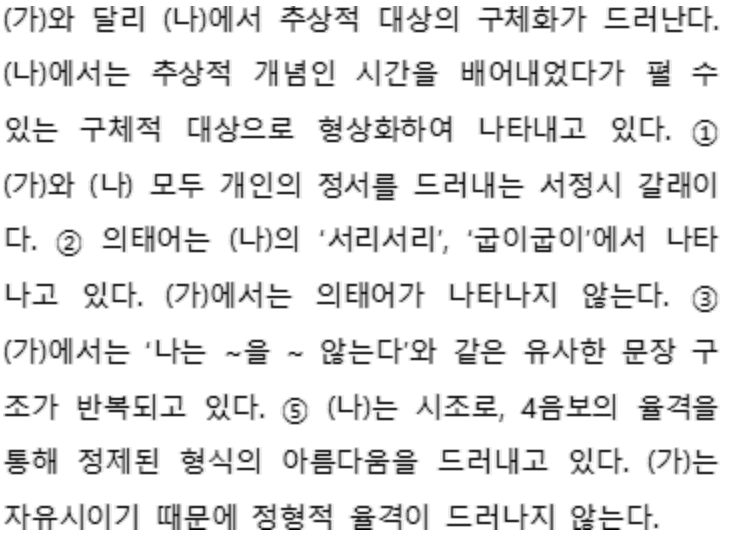 (가)와 달리 (나)에서 추상적 대상의 구체화가 드러난다.
(나)에서는 추상적 개념인 시간을 배어내었다가 펼 수
있는 구체적 대상으로 형상화하여 나타내고 있다. ①
(가)와 (나) 모두 개인의 정서를 드러내는 서정시 갈래이
다. ② 의태어는 (나)의 ‘서리서리’, ‘굽이굽이’에서 나타
나고 있다. (가)에서는 의태어가 나타나지 않는다. ③
(가)에서는 ‘나는 ~을 ~ 않는다’와 같은 유사한 문장 구
조가 반복되고 있다. ⑤ (나)는 시조로, 4음보의 율격을
통해 정제된 형식의 아름다움을 드러내고 있다. (가)는
자유시이기 때문에 정형적 율격이 드러나지 않는다.